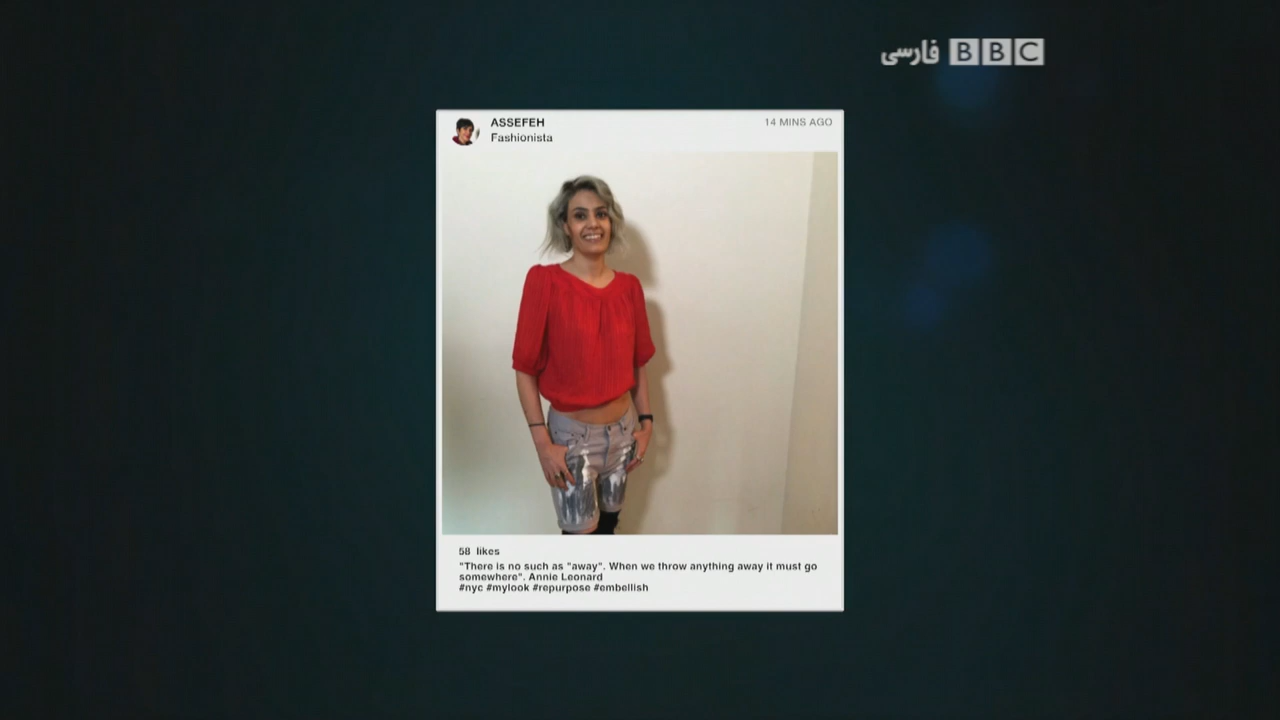 BBC فارسی
ASSEFEH
14 MINS AGO
Fashionista
58 likes
"There is no such as "away". When we throw anything away it must go
somewhere". Annie Leonard
#nyc #mylook #repurpose #embellish